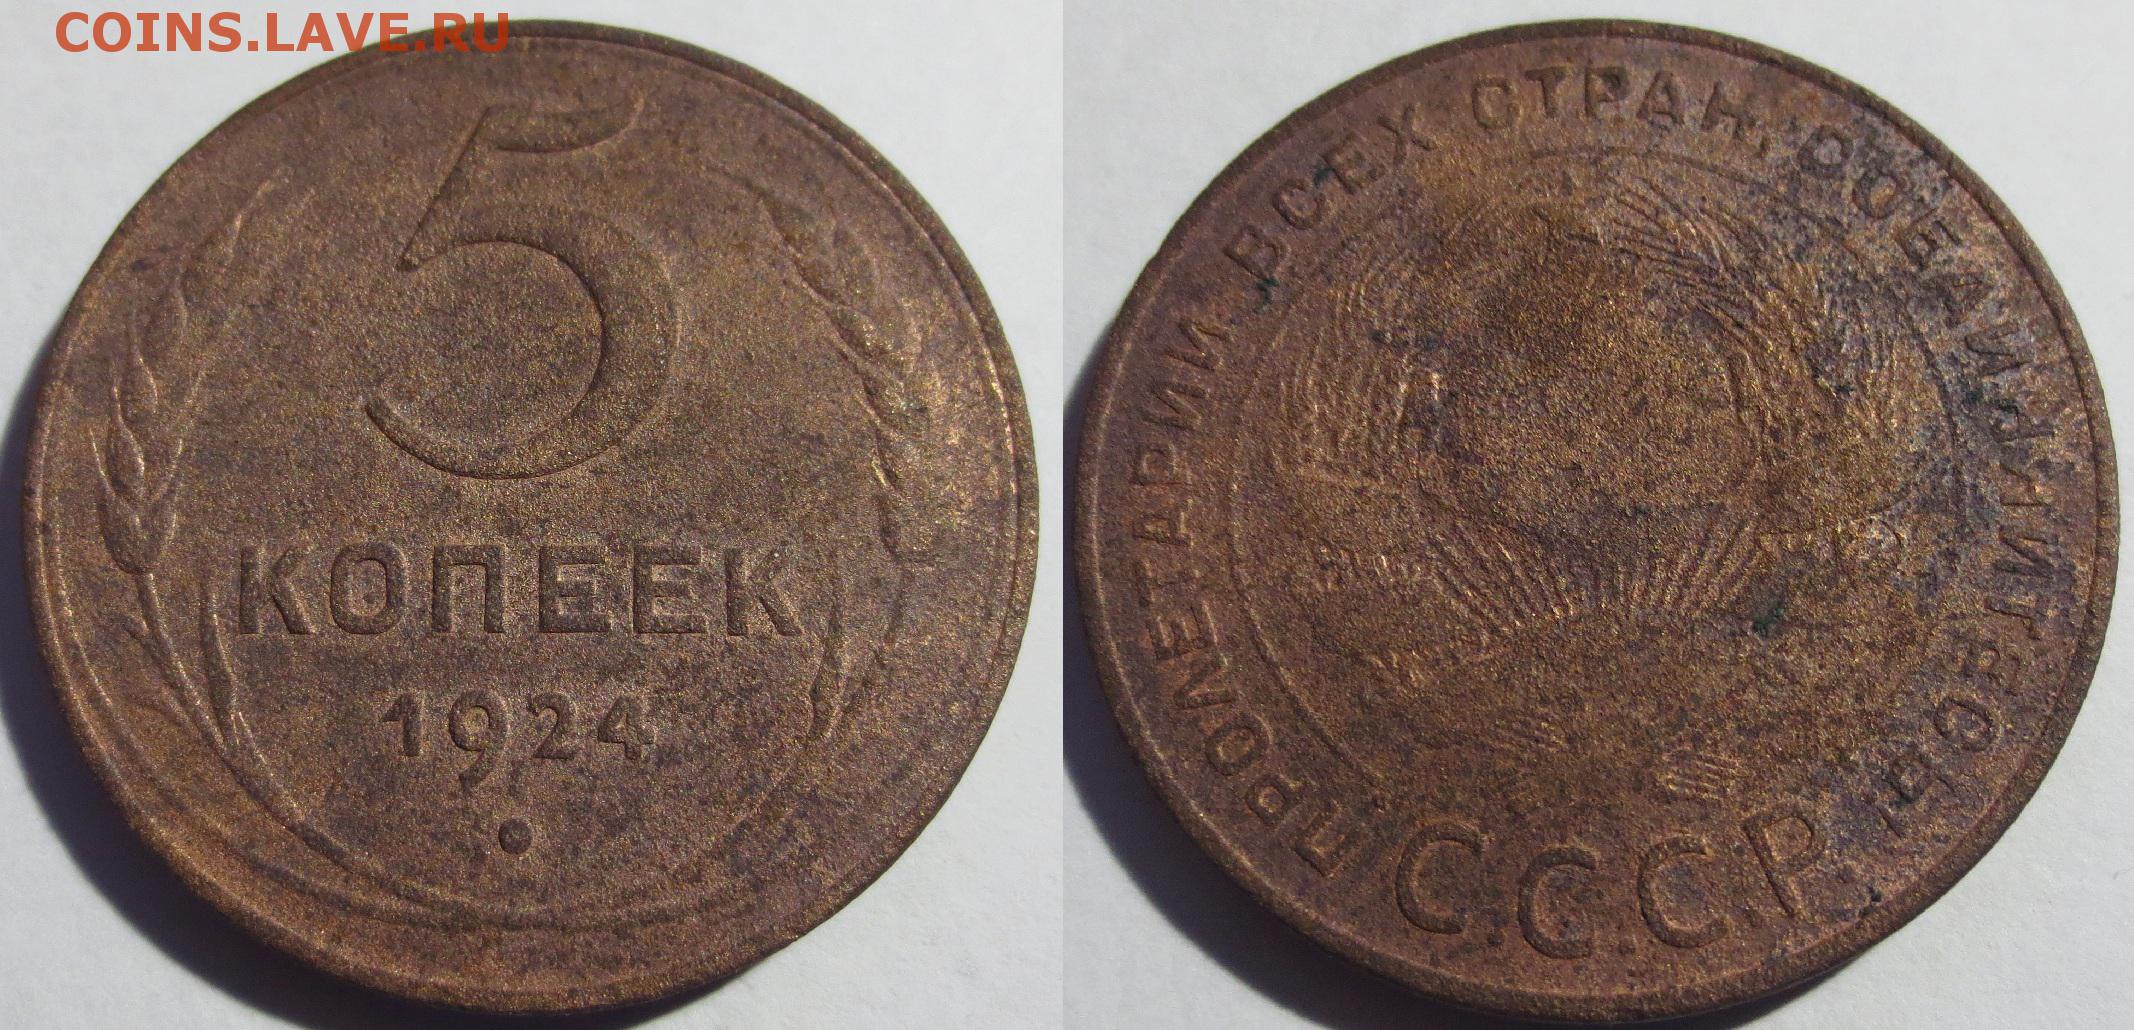 COINS.LAVE.RU
5
КОПЕЕК
1924
ПРОЛЕТАРИИ ВСЕХ СТРАН, СОЕДИНЯЙТЕСЬ!
СССР